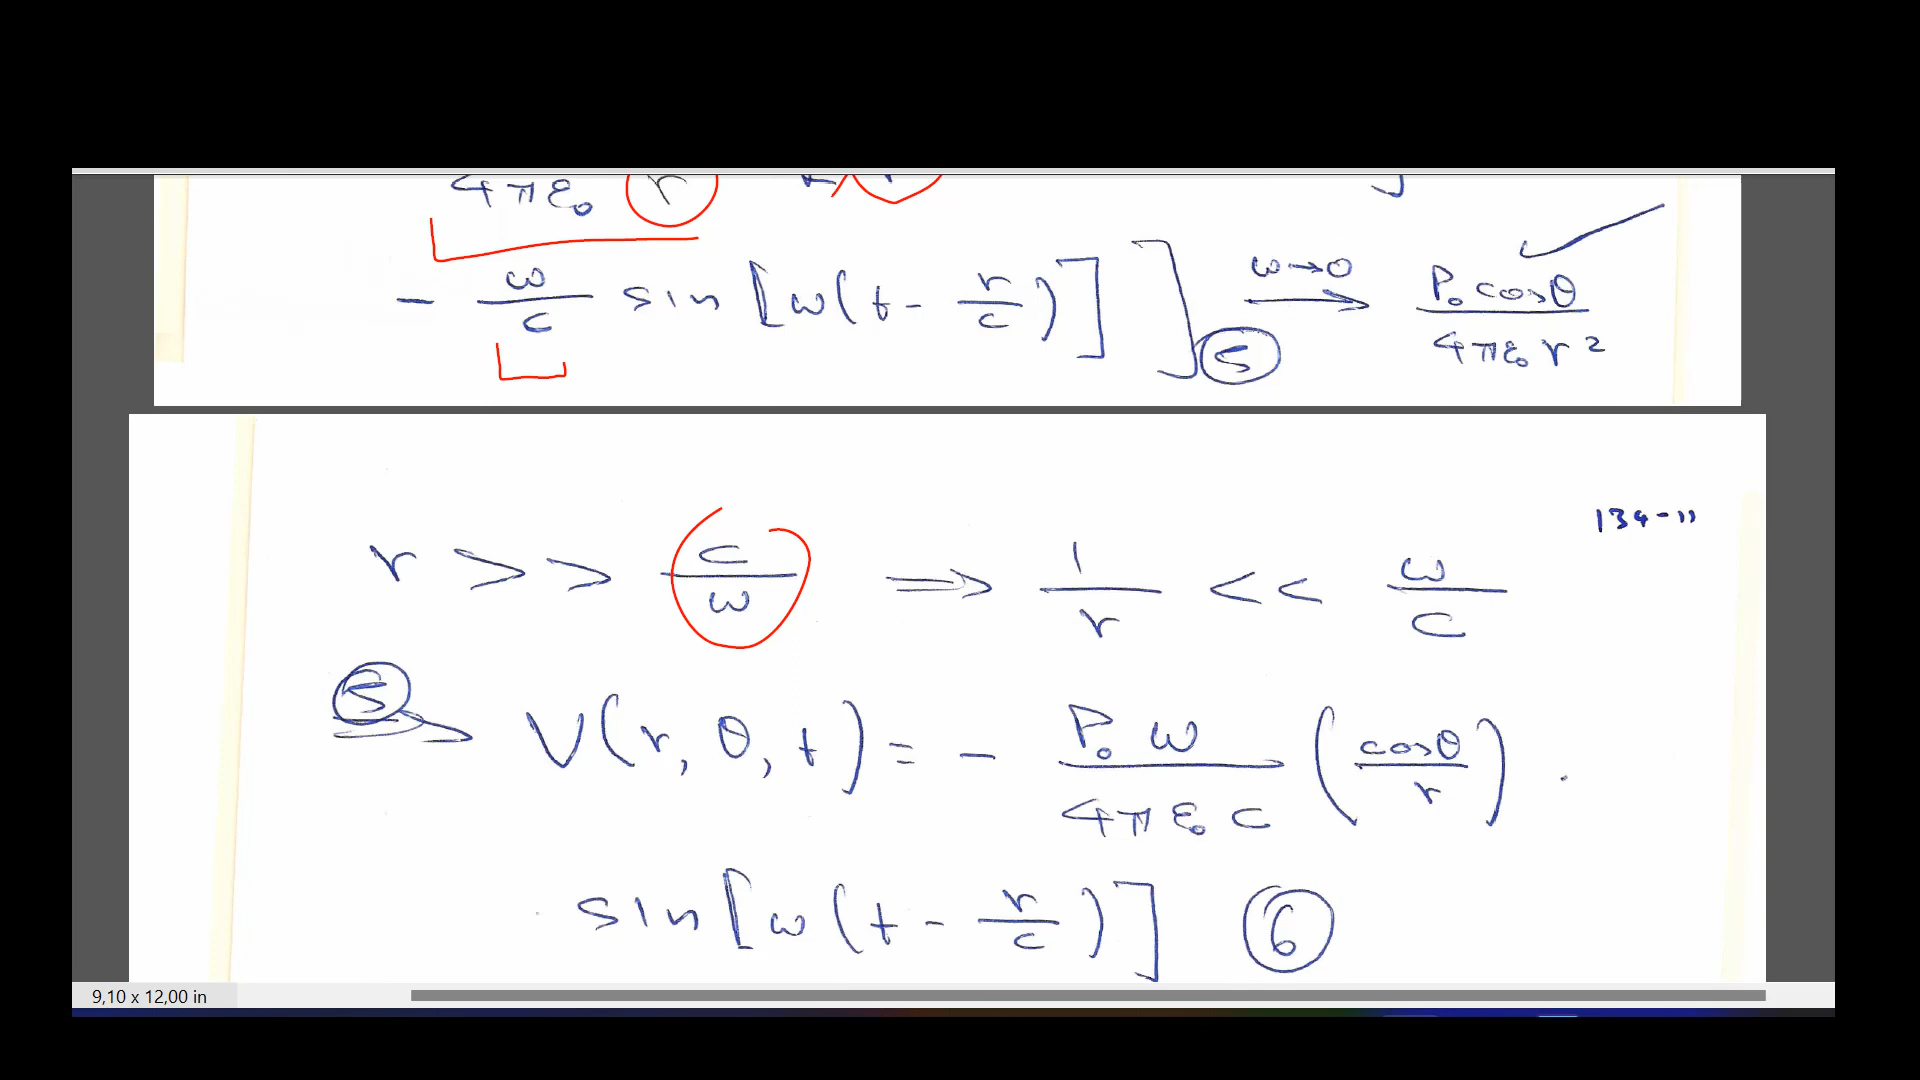 4πε₀ r
- ω/c sin [ω(t - r/c)] ] ⑤ ω→0 → P₀ cosθ / 4πε₀ r²
134-11
r >> c/ω ⟹ 1/r << ω/c
⑤ ⟹ V(r, θ, t) = - P₀ ω / 4πε₀ c (cosθ / r) .
sin [ω(t - r/c)] ⑥
9,10 x 12,00 in